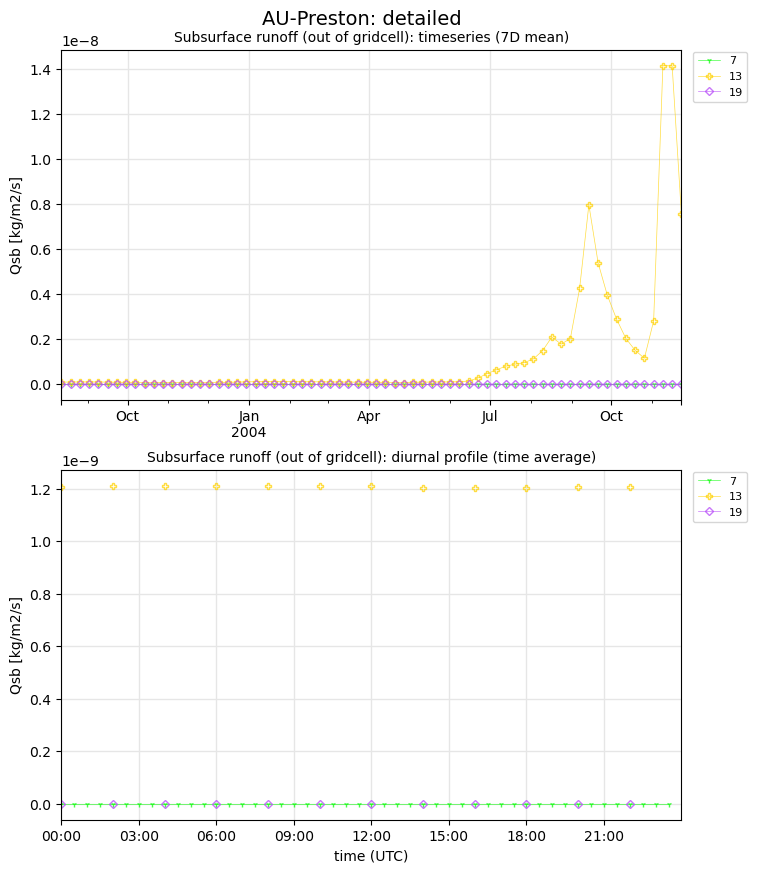 AU-Preston: detailed
Subsurface runoff (out of gridcell): timeseries (7D mean)
1e−8
1.4
1.2
1.0
0.8
0.6
0.4
0.2
0.0
Qsb [kg/m2/s]
Oct
Jan
2004
Apr
Jul
Oct
7
13
19
Subsurface runoff (out of gridcell): diurnal profile (time average)
1e−9
1.2
1.0
0.8
0.6
0.4
0.2
0.0
Qsb [kg/m2/s]
00:00
03:00
06:00
09:00
12:00
15:00
18:00
21:00
time (UTC)
7
13
19